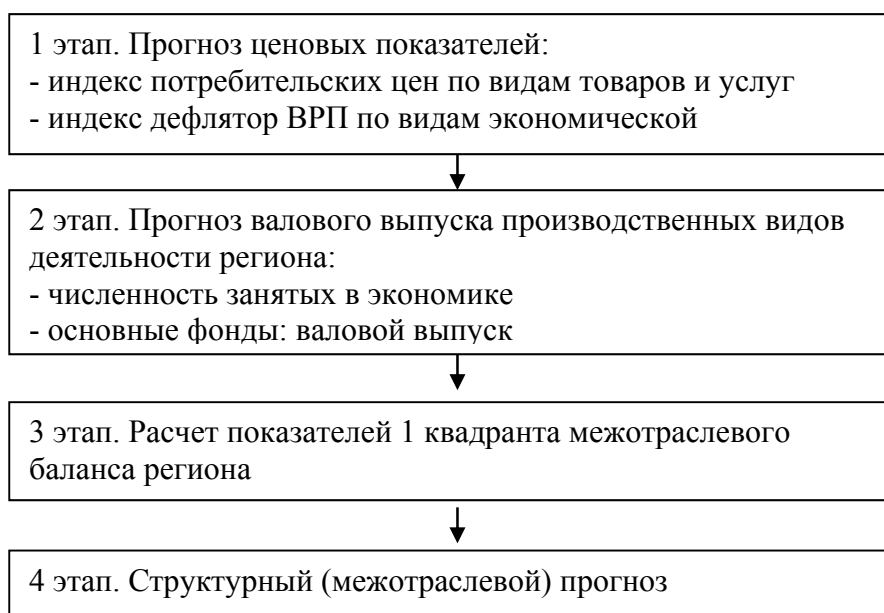 1 этап. Прогноз ценовых показателей:
- индекс потребительских цен по видам товаров и услуг
- индекс дефлятор ВРП по видам экономической
2 этап. Прогноз валового выпуска производственных видов
деятельности региона:
- численность занятых в экономике
- основные фонды: валовой выпуск
3 этап. Расчет показателей 1 квадранта межотраслевого
баланса региона
4 этап. Структурный (межотраслевой) прогноз